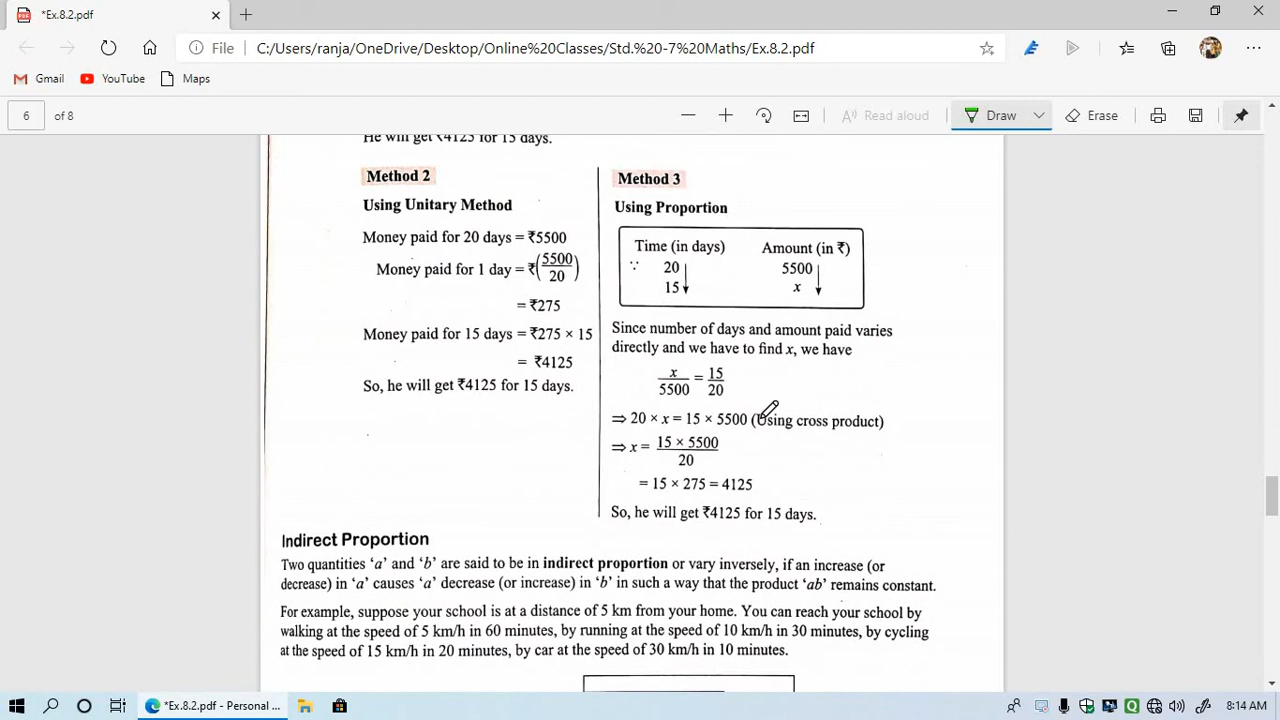 *Ex.8.2.pdf
File C:/Users/ranja/OneDrive/Desktop/Online%20Classes/Std.%20-7%20Maths/Ex.8.2.pdf
Gmail YouTube Maps
6 of 8 Read aloud Draw Erase
He will get ₹4125 for 15 days.
Method 2
Using Unitary Method
Money paid for 20 days = ₹5500
Money paid for 1 day = ₹(5500/20)
= ₹275
Money paid for 15 days = ₹275 × 15
= ₹4125
So, he will get ₹4125 for 15 days.
Method 3
Using Proportion
Time (in days) Amount (in ₹)
∵ 20 5500
15 x
Since number of days and amount paid varies
directly and we have to find x, we have
x/5500 = 15/20
⇒ 20 × x = 15 × 5500 (Using cross product)
⇒ x = 15 × 5500/20
= 15 × 275 = 4125
So, he will get ₹4125 for 15 days.
Indirect Proportion
Two quantities ‘a’ and ‘b’ are said to be in indirect proportion or vary inversely, if an increase (or
decrease) in ‘a’ causes ‘a’ decrease (or increase) in ‘b’ in such a way that the product ‘ab’ remains constant.
For example, suppose your school is at a distance of 5 km from your home. You can reach your school by
walking at the speed of 5 km/h in 60 minutes, by running at the speed of 10 km/h in 30 minutes, by cycling
at the speed of 15 km/h in 20 minutes, by car at the speed of 30 km/h in 10 minutes.
*Ex.8.2.pdf - Personal ... 8:14 AM